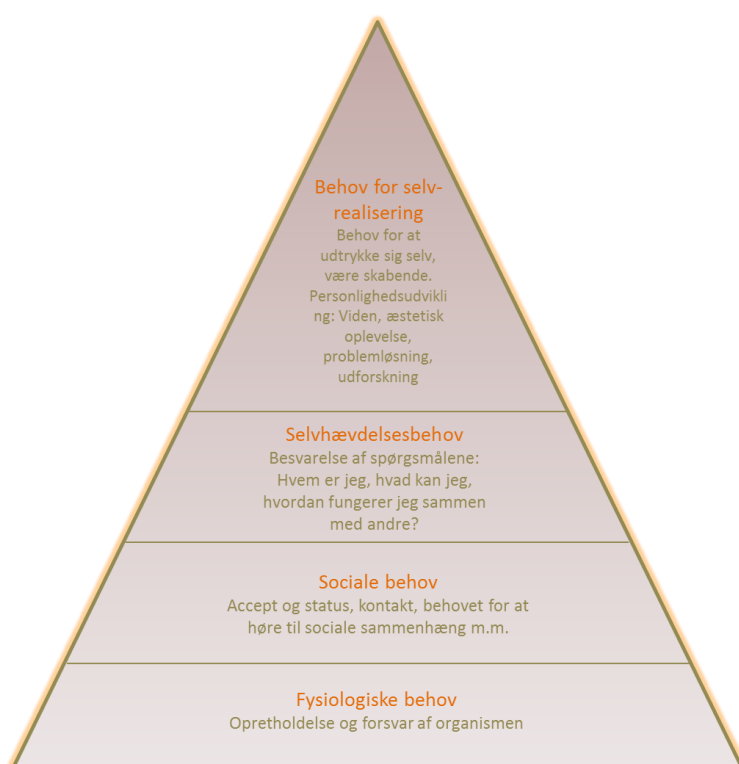 Behov for selv-
realisering
Behov for at
udtrykke sig selv,
være skabende.
Personlighedsudvikli
ng: Viden, æstetisk
oplevelse,
problemløsning,
udforskning
Selvhævdelsesbehov
Besvarelse af spørgsmålene:
Hvem er jeg, hvad kan jeg,
hvordan fungerer jeg sammen
med andre?
Sociale behov
Accept og status, kontakt, behovet for at
høre til sociale sammenhæng m.m.
Fysiologiske behov
Opretholdelse og forsvar af organismen